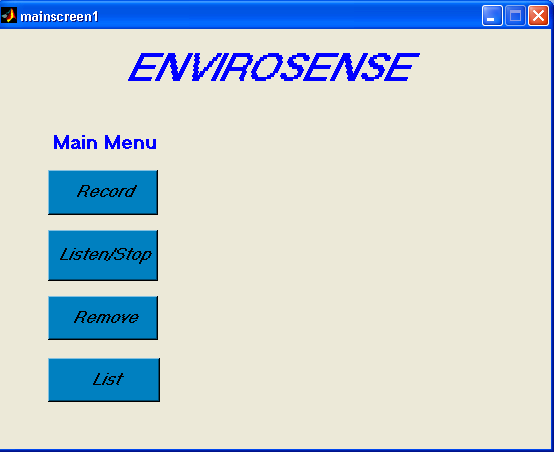 mainscreen1
ENVIROSENSE
Main Menu
Record
Listen/Stop
Remove
List